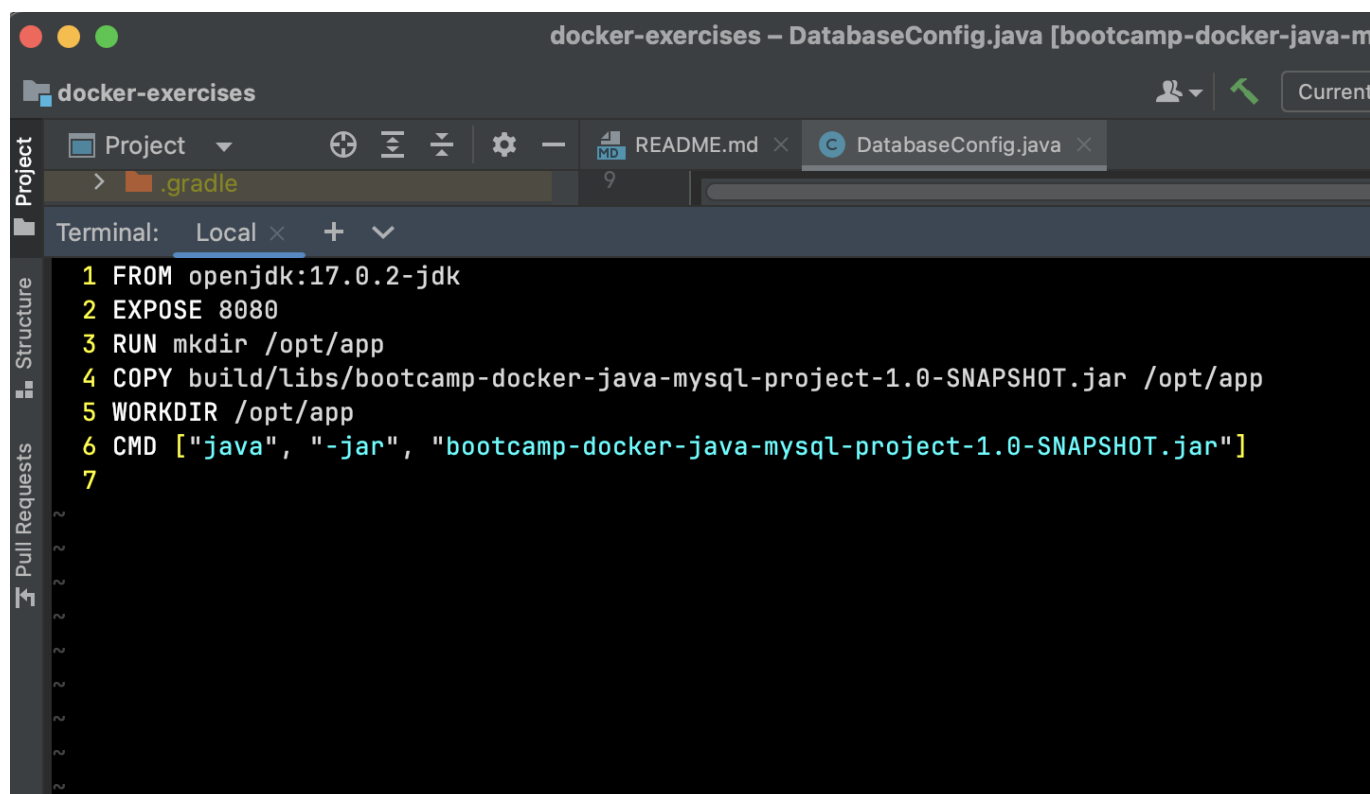 docker-exercises – DatabaseConfig.java [bootcamp-docker-java-m
docker-exercises
Current
Project
Project
README.md
DatabaseConfig.java
.gradle
9
Terminal: Local
1 FROM openjdk:17.0.2-jdk
2 EXPOSE 8080
3 RUN mkdir /opt/app
4 COPY build/libs/bootcamp-docker-java-mysql-project-1.0-SNAPSHOT.jar /opt/app
5 WORKDIR /opt/app
6 CMD ["java", "-jar", "bootcamp-docker-java-mysql-project-1.0-SNAPSHOT.jar"]
7
~
~
~
~
~
~
~
~
~
Structure
Pull Requests